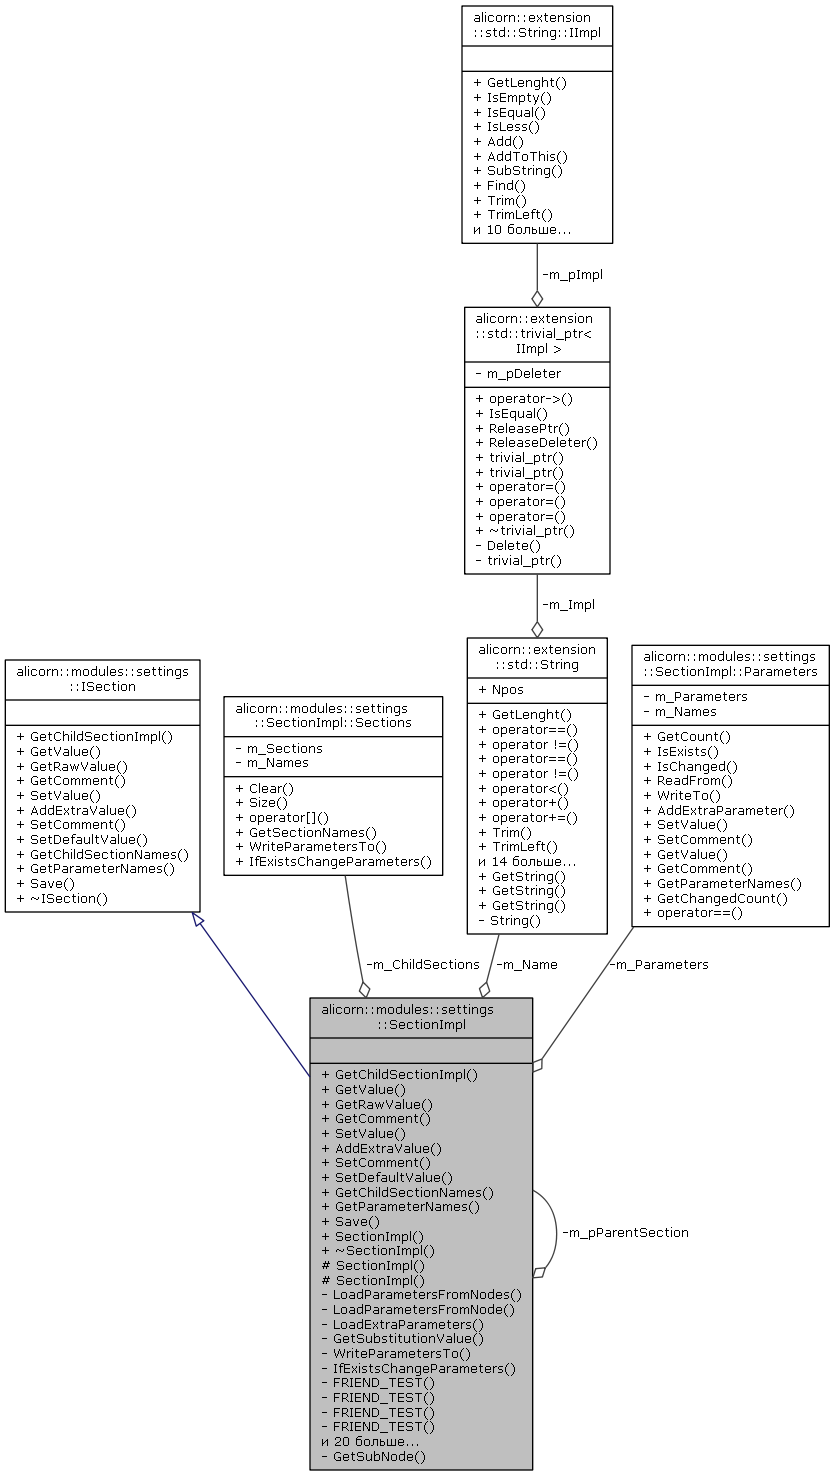 alicorn::extension
::std::String::IImpl
+ GetLenght()
+ IsEmpty()
+ IsEqual()
+ IsLess()
+ Add()
+ AddToThis()
+ SubString()
+ Find()
+ Trim()
+ TrimLeft()
и 10 больше...
-m_pImpl
alicorn::extension
::std::trivial_ptr<
IImpl >
- m_pDeleter
+ operator->()
+ IsEqual()
+ ReleasePtr()
+ ReleaseDeleter()
+ trivial_ptr()
+ trivial_ptr()
+ operator=()
+ operator=()
+ operator=()
+ ~trivial_ptr()
- Delete()
- trivial_ptr()
-m_Impl
alicorn::modules::settings
::ISection
+ GetChildSectionImpl()
+ GetValue()
+ GetRawValue()
+ GetComment()
+ SetValue()
+ AddExtraValue()
+ SetComment()
+ SetDefaultValue()
+ GetChildSectionNames()
+ GetParameterNames()
+ Save()
+ ~ISection()
alicorn::modules::settings
::SectionImpl::Sections
- m_Sections
- m_Names
+ Clear()
+ Size()
+ operator[]()
+ GetSectionNames()
+ WriteParametersTo()
+ IfExistsChangeParameters()
alicorn::extension
::std::String
+ Npos
+ GetLenght()
+ operator==()
+ operator !=()
+ operator==()
+ operator !=()
+ operator<()
+ operator+()
+ operator+=()
+ Trim()
+ TrimLeft()
и 14 больше...
+ GetString()
+ GetString()
+ GetString()
- String()
alicorn::modules::settings
::SectionImpl::Parameters
- m_Parameters
- m_Names
+ GetCount()
+ IsExists()
+ IsChanged()
+ ReadFrom()
+ WriteTo()
+ AddExtraParameter()
+ SetValue()
+ SetComment()
+ GetValue()
+ GetComment()
+ GetParameterNames()
+ GetChangedCount()
+ operator==()
-m_ChildSections
-m_Name
-m_Parameters
alicorn::modules::settings
::SectionImpl
+ GetChildSectionImpl()
+ GetValue()
+ GetRawValue()
+ GetComment()
+ SetValue()
+ AddExtraValue()
+ SetComment()
+ SetDefaultValue()
+ GetChildSectionNames()
+ GetParameterNames()
+ Save()
+ SectionImpl()
+ ~SectionImpl()
# SectionImpl()
# SectionImpl()
- LoadParametersFromNodes()
- LoadParametersFromNode()
- LoadExtraParameters()
- GetSubstitutionValue()
- WriteParametersTo()
- IfExistsChangeParameters()
- FRIEND_TEST()
- FRIEND_TEST()
- FRIEND_TEST()
- FRIEND_TEST()
и 20 больше...
- GetSubNode()
-m_pParentSection